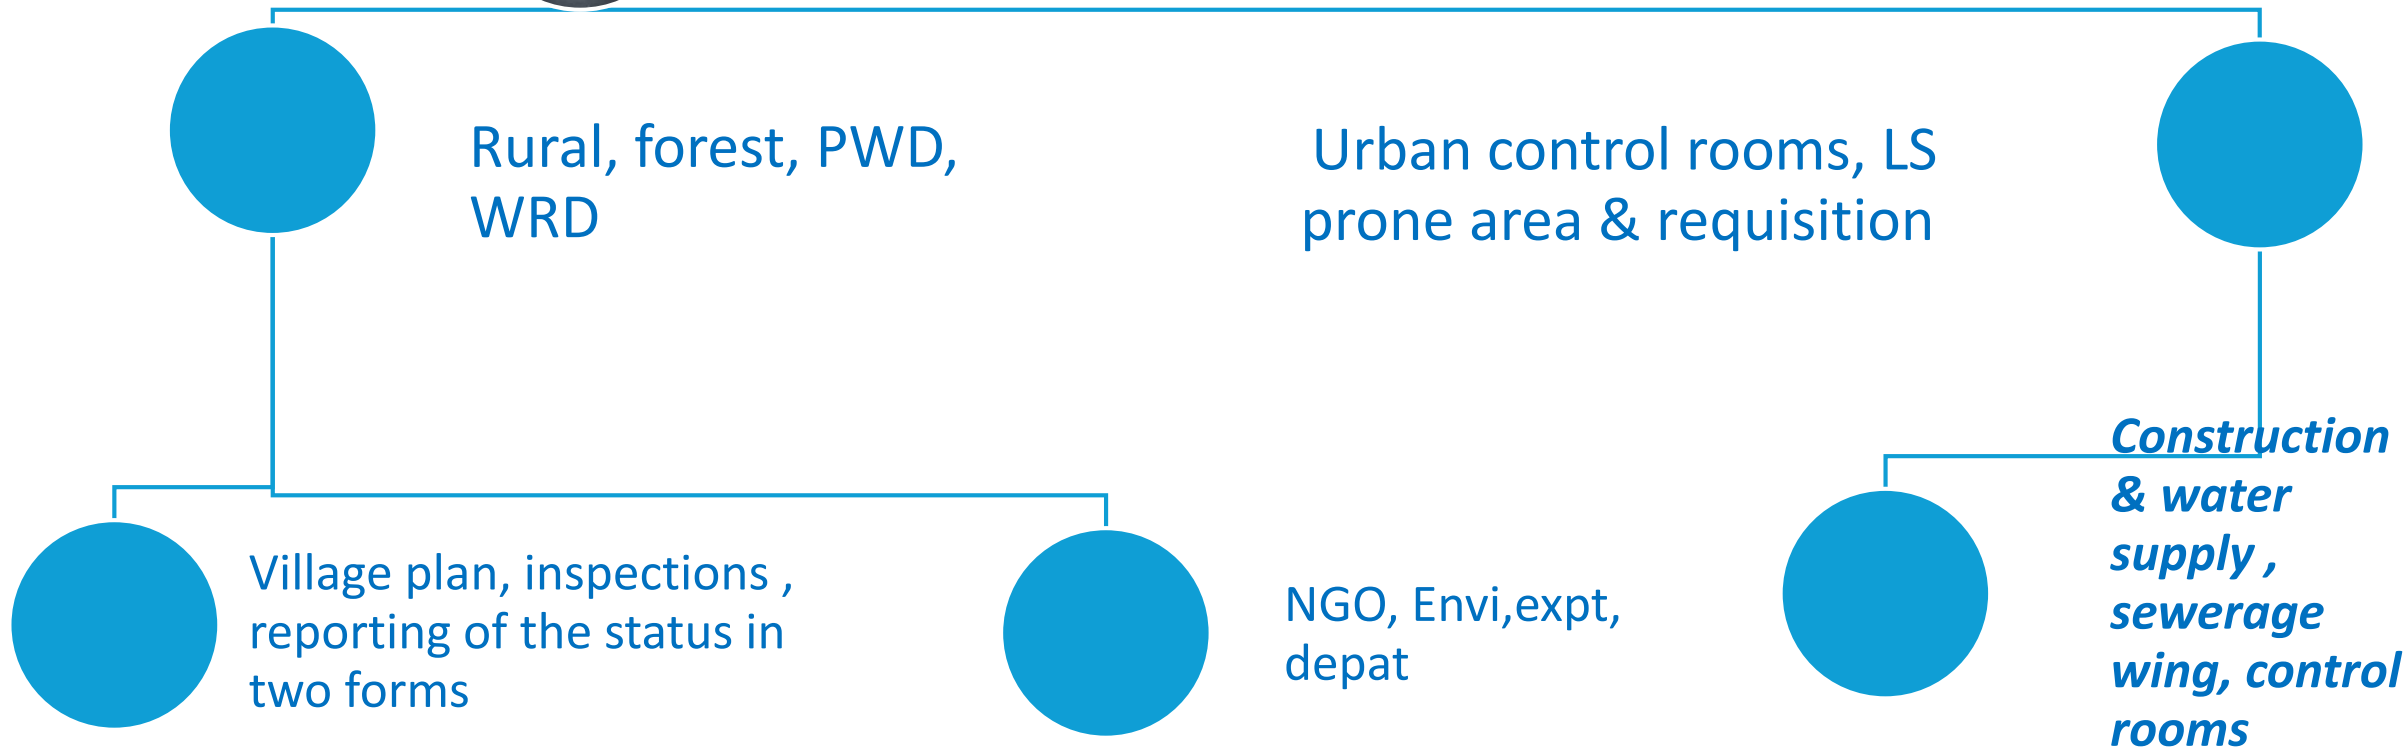 Rural, forest, PWD,
WRD
Urban control rooms, LS
prone area & requisition
Village plan, inspections ,
reporting of the status in
two forms
NGO, Envi,expt,
depat
Construction
& water
supply ,
sewerage
wing, control
rooms